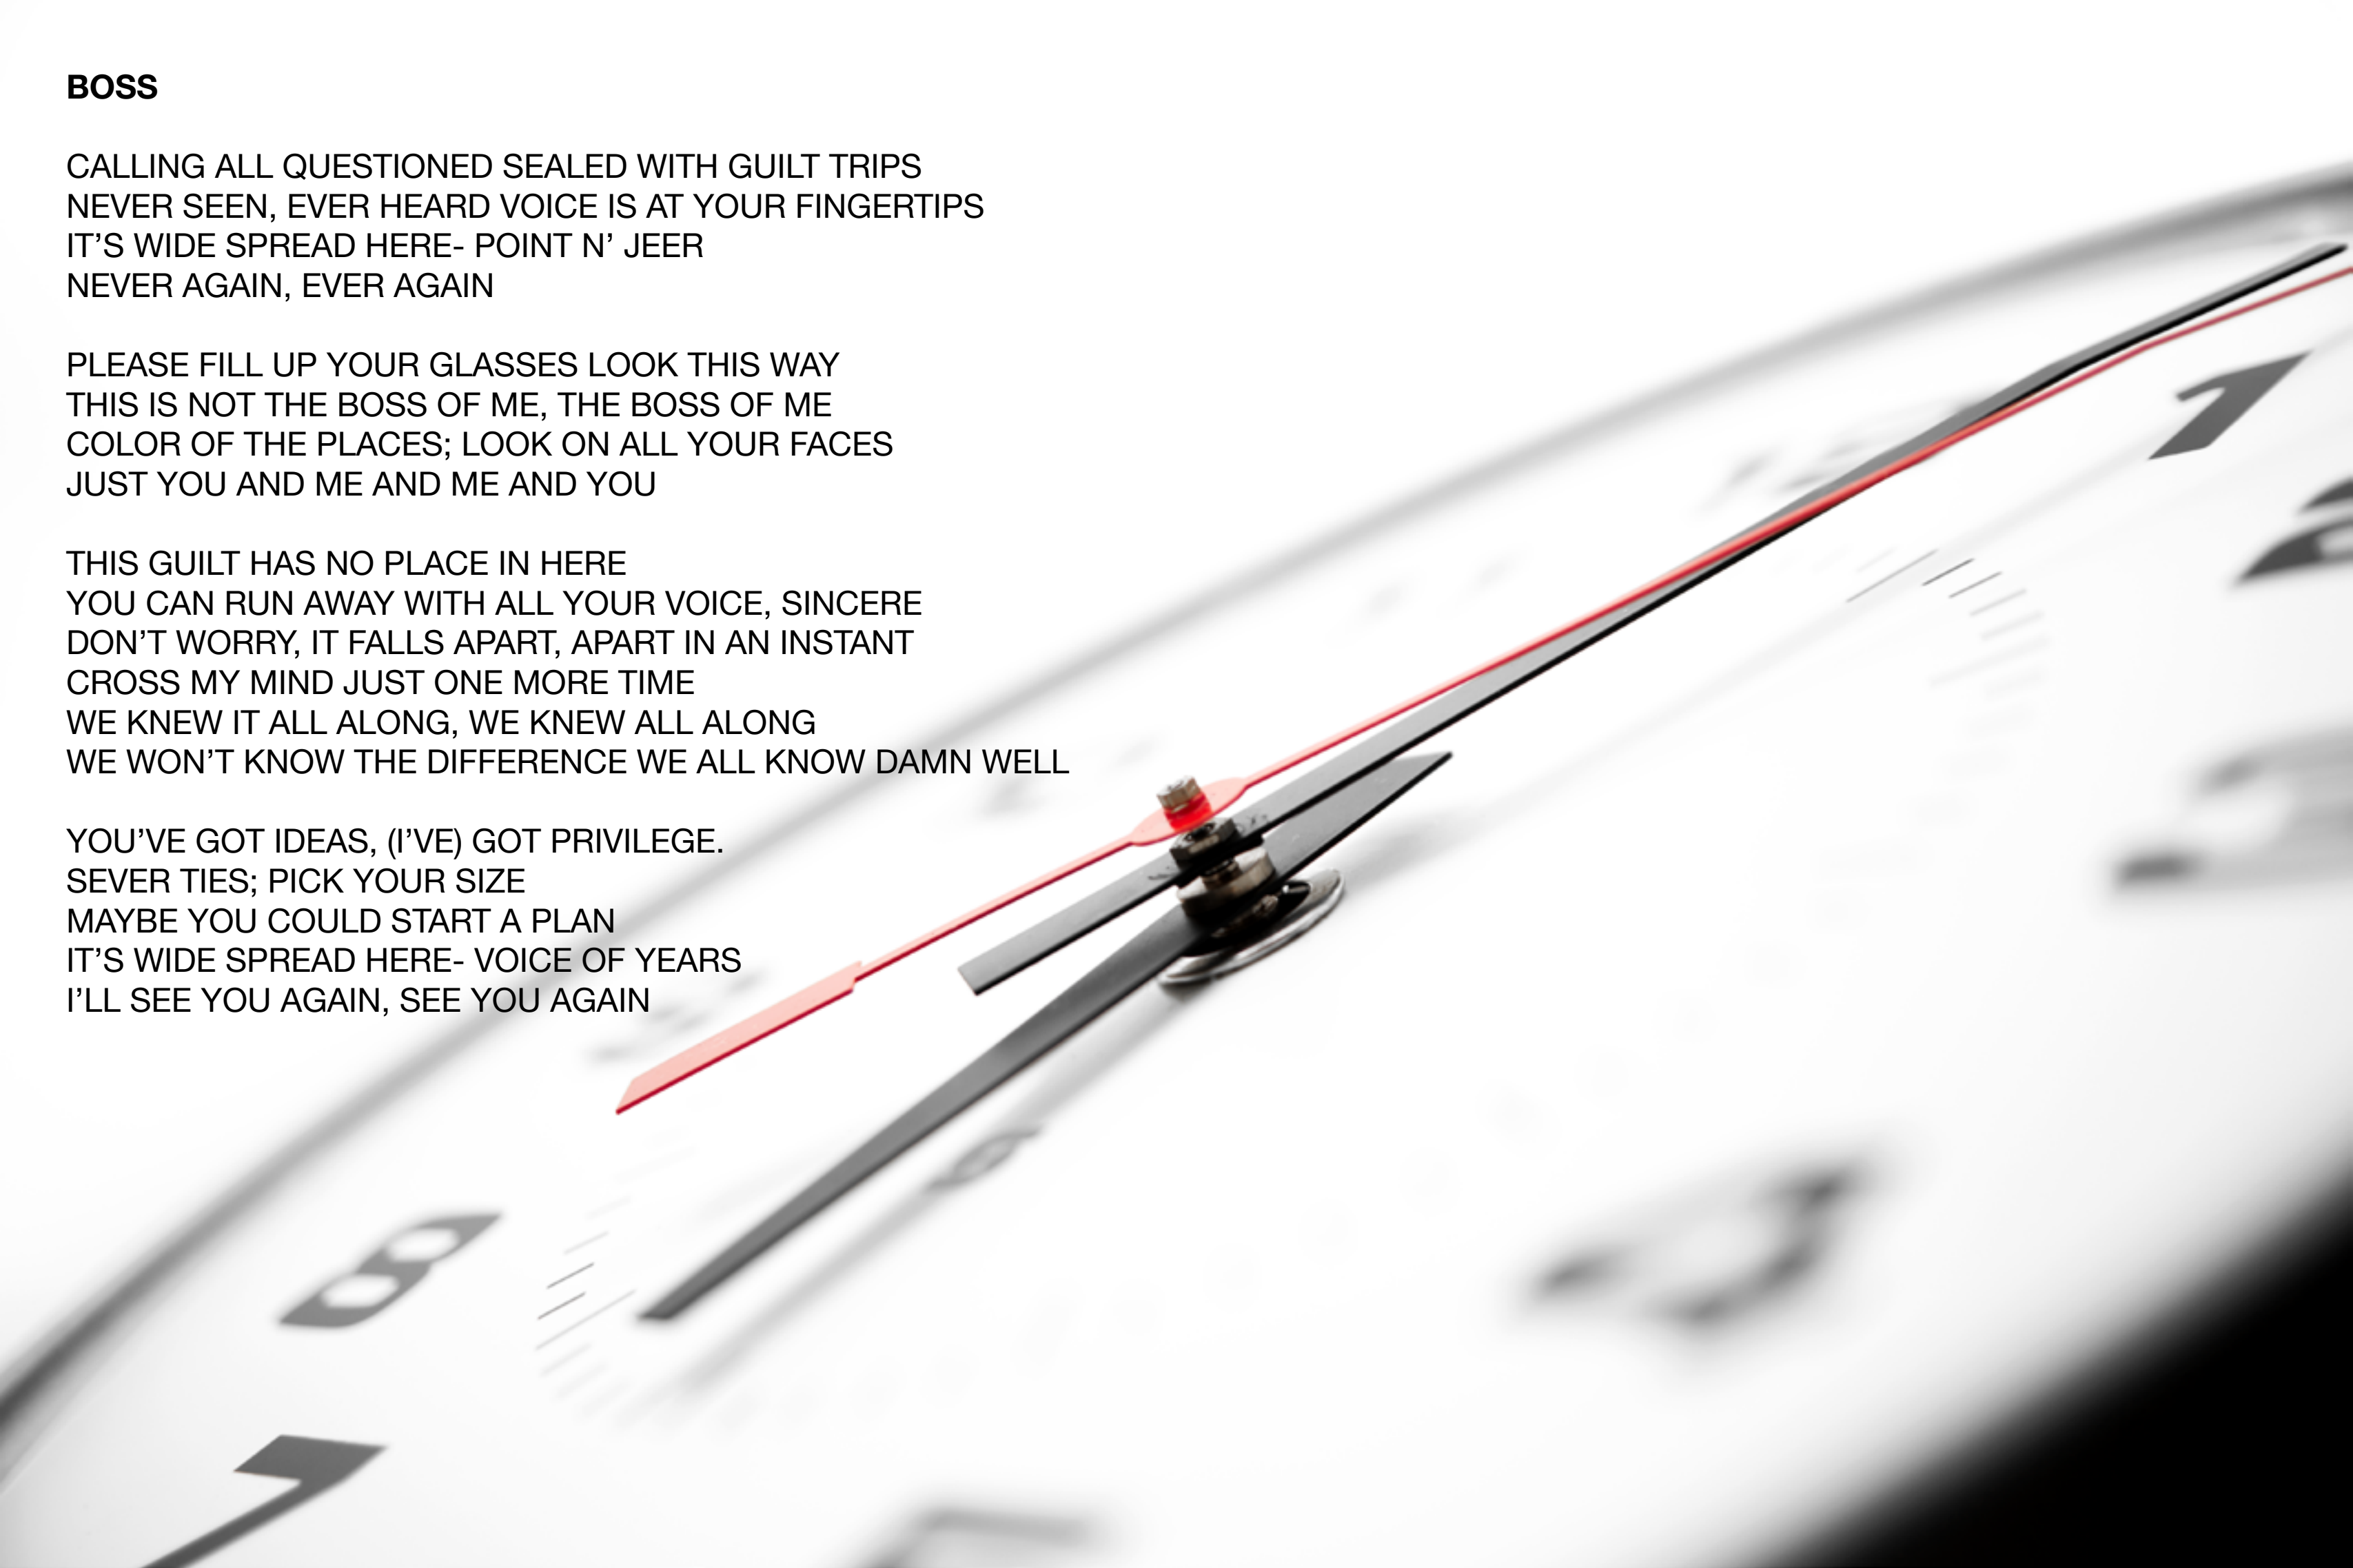 BOSS
CALLING ALL QUESTIONED SEALED WITH GUILT TRIPS
NEVER SEEN, EVER HEARD VOICE IS AT YOUR FINGERTIPS
IT’S WIDE SPREAD HERE- POINT N’ JEER
NEVER AGAIN, EVER AGAIN
PLEASE FILL UP YOUR GLASSES LOOK THIS WAY
THIS IS NOT THE BOSS OF ME, THE BOSS OF ME
COLOR OF THE PLACES; LOOK ON ALL YOUR FACES
JUST YOU AND ME AND ME AND YOU
THIS GUILT HAS NO PLACE IN HERE
YOU CAN RUN AWAY WITH ALL YOUR VOICE, SINCERE
DON’T WORRY, IT FALLS APART, APART IN AN INSTANT
CROSS MY MIND JUST ONE MORE TIME
WE KNEW IT ALL ALONG, WE KNEW ALL ALONG
WE WON’T KNOW THE DIFFERENCE WE ALL KNOW DAMN WELL
YOU’VE GOT IDEAS, (I’VE) GOT PRIVILEGE.
SEVER TIES; PICK YOUR SIZE
MAYBE YOU COULD START A PLAN
IT’S WIDE SPREAD HERE- VOICE OF YEARS
I’LL SEE YOU AGAIN, SEE YOU AGAIN
1
2
8
7